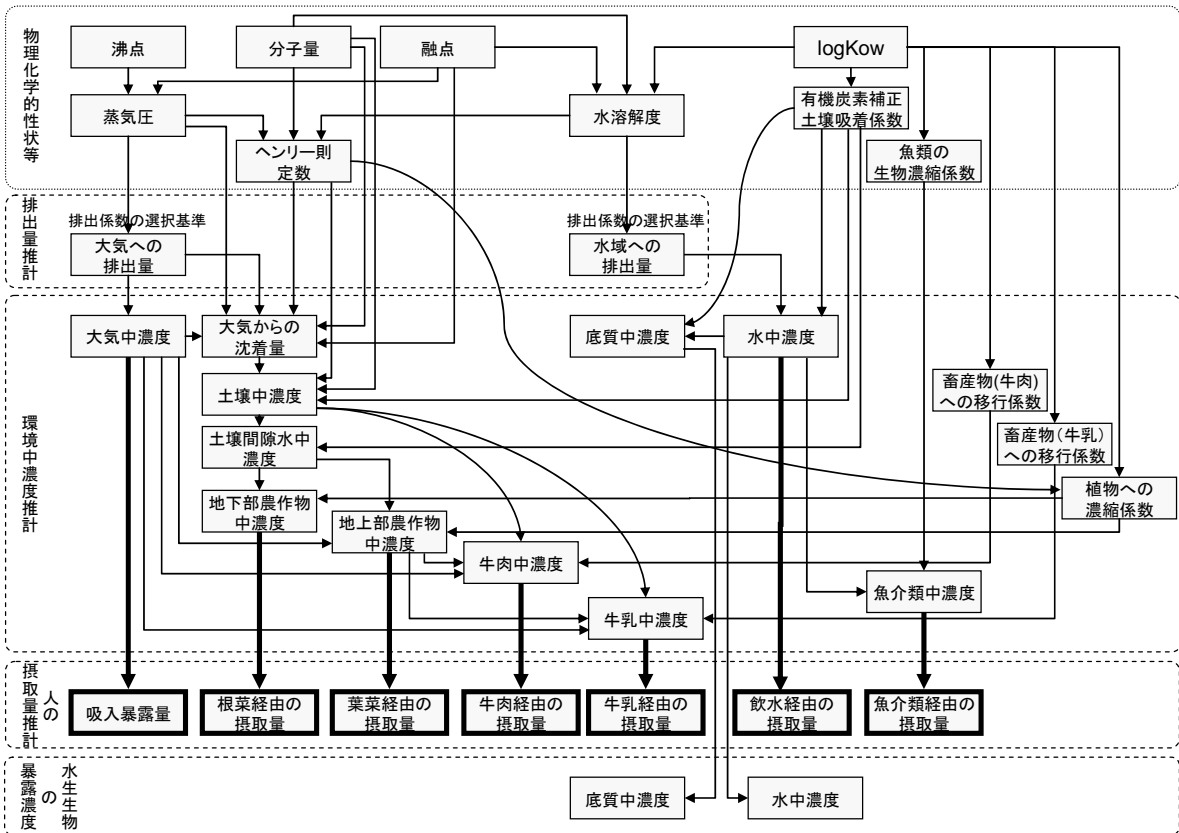 物理化学的性状等
沸点
分子量
融点
logKow
蒸気圧
水溶解度
有機炭素補正
土壌吸着係数
ヘンリー則
定数
魚類の
生物濃縮係数
排出量推計
排出係数の選択基準
大気への
排出量
排出係数の選択基準
水域への
排出量
環境中濃度推計
大気中濃度
大気からの
沈着量
底質中濃度
水中濃度
土壌中濃度
畜産物(牛肉)
への移行係数
土壌間隙水中
濃度
畜産物(牛乳)
への移行係数
地下部農作物
中濃度
植物への
濃縮係数
地上部農作物
中濃度
牛肉中濃度
魚介類中濃度
牛乳中濃度
人の
摂取量推計
吸入暴露量
根菜経由の
摂取量
葉菜経由の
摂取量
牛肉経由の
摂取量
牛乳経由の
摂取量
飲水経由の
摂取量
魚介類経由の
摂取量
水生生物
の
暴露濃度
底質中濃度
水中濃度